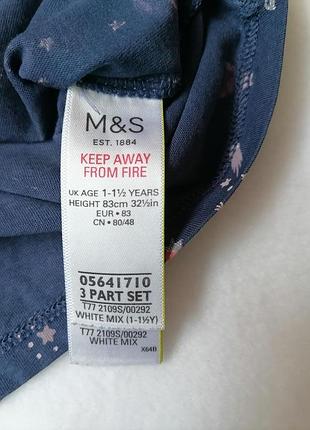 M&S
EST. 1884
KEEP AWAY
FROM FIRE
UK AGE 1-1½ YEARS
HEIGHT 83cm 32½in
EUR • 83
CN • 80/48
05641710
3 PART SET
T77 2109S/00292
WHITE MIX (1-1½Y)
T77 2109S/00292
WHITE MIX
X64B